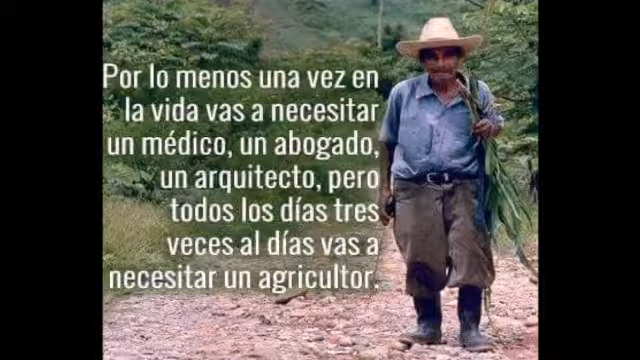 Por lo menos una vez en
la vida vas a necesitar
un médico, un abogado,
un arquitecto, pero
todos los días tres
veces al días vas a
necesitar un agricultor.